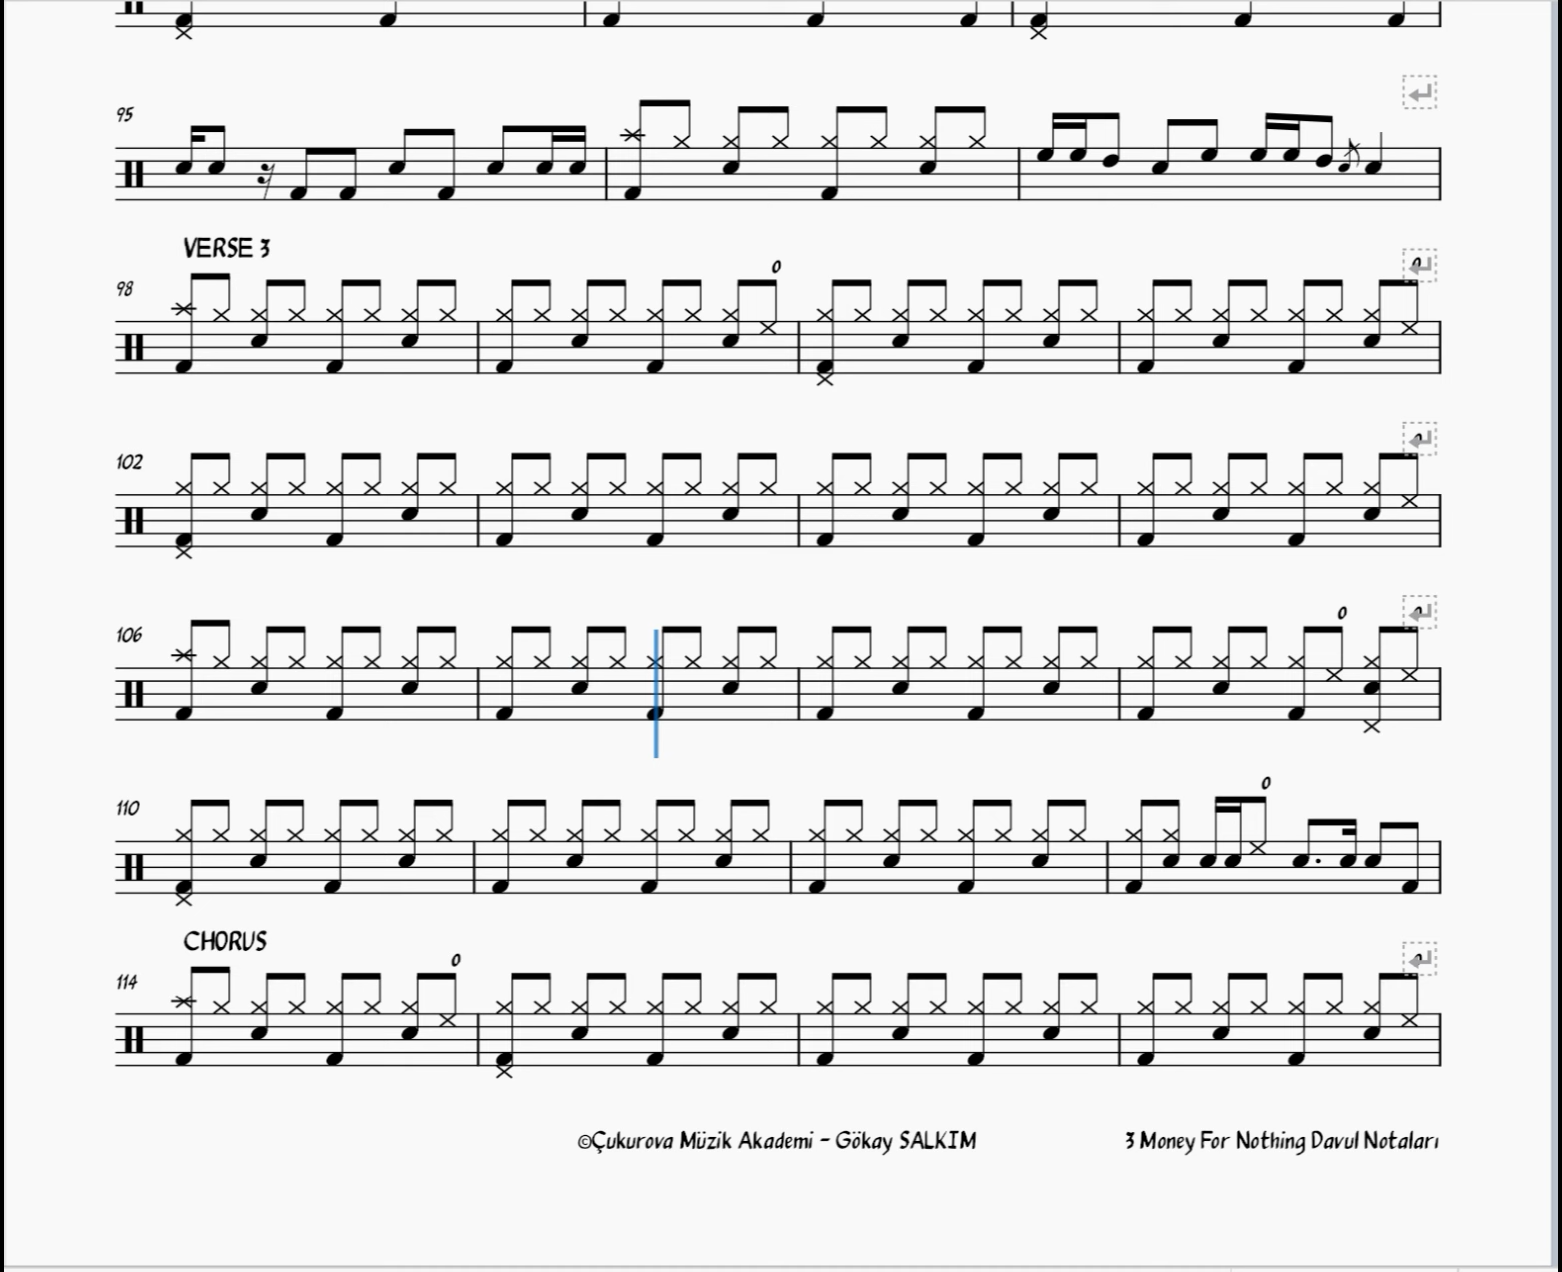 95
VERSE 3
98
102
106
110
CHORUS
114
©Çukurova Müzik Akademi - Gökay SALKIM
3 Money For Nothing Davul Notaları